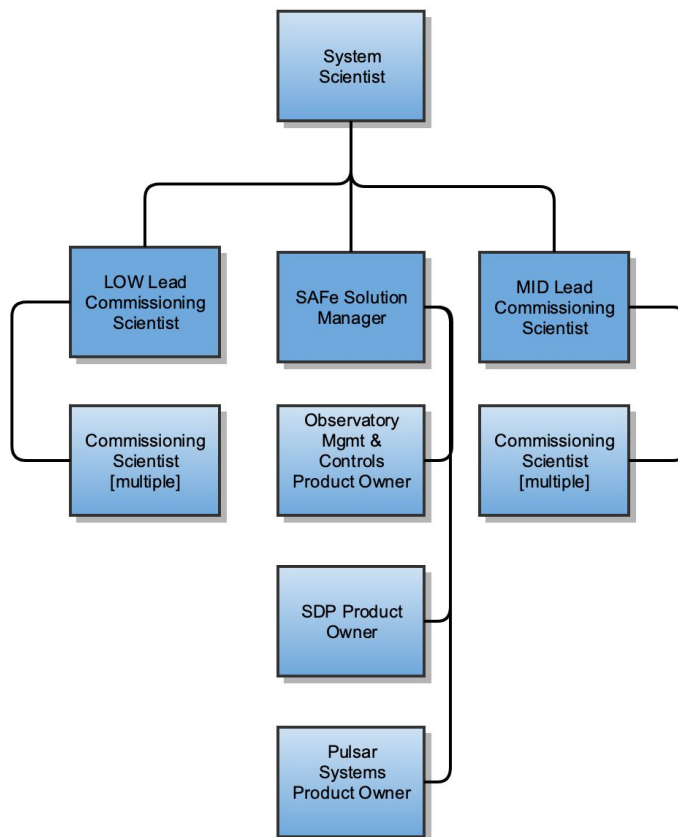 System
Scientist
LOW Lead
Commissioning
Scientist
SAFe Solution
Manager
MID Lead
Commissioning
Scientist
Commissioning
Scientist
[multiple]
Observatory
Mgmt &
Controls
Product Owner
Commissioning
Scientist
[multiple]
SDP Product
Owner
Pulsar
Systems
Product Owner